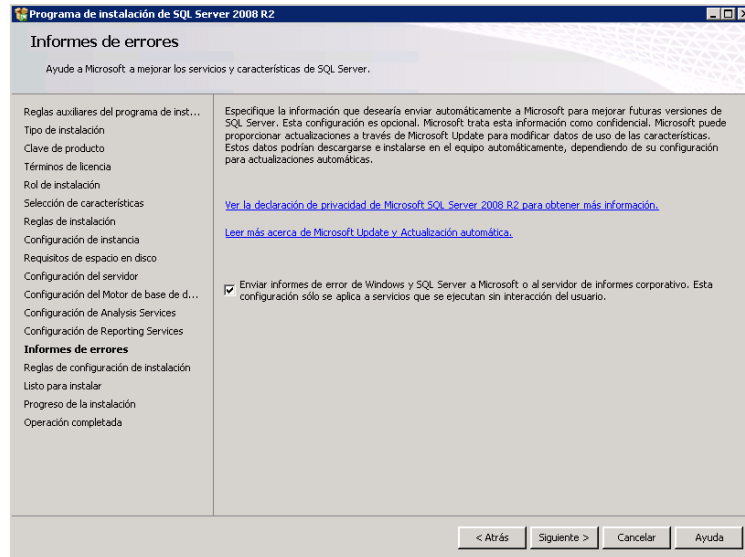 Programa de instalación de SQL Server 2008 R2
Informes de errores
Ayude a Microsoft a mejorar los servicios y características de SQL Server.
Reglas auxiliares del programa de inst...
Tipo de instalación
Clave de producto
Términos de licencia
Rol de instalación
Selección de características
Reglas de instalación
Configuración de instancia
Requisitos de espacio en disco
Configuración del servidor
Configuración del Motor de base de d...
Configuración de Analysis Services
Configuración de Reporting Services
Informes de errores
Reglas de configuración de instalación
Listo para instalar
Progreso de la instalación
Operación completada
Especifique la información que desearía enviar automáticamente a Microsoft para mejorar futuras versiones de
SQL Server. Esta configuración es opcional. Microsoft trata esta información como confidencial. Microsoft puede
proporcionar actualizaciones a través de Microsoft Update para modificar datos de uso de las características.
Estos datos podrían descargarse e instalarse en el equipo automáticamente, dependiendo de su configuración
para actualizaciones automáticas.
Ver la declaración de privacidad de Microsoft SQL Server 2008 R2 para obtener más información.
Leer más acerca de Microsoft Update y Actualización automática.
Enviar informes de error de Windows y SQL Server a Microsoft o al servidor de informes corporativo. Esta
configuración sólo se aplica a servicios que se ejecutan sin interacción del usuario.
< Atrás
Siguiente >
Cancelar
Ayuda